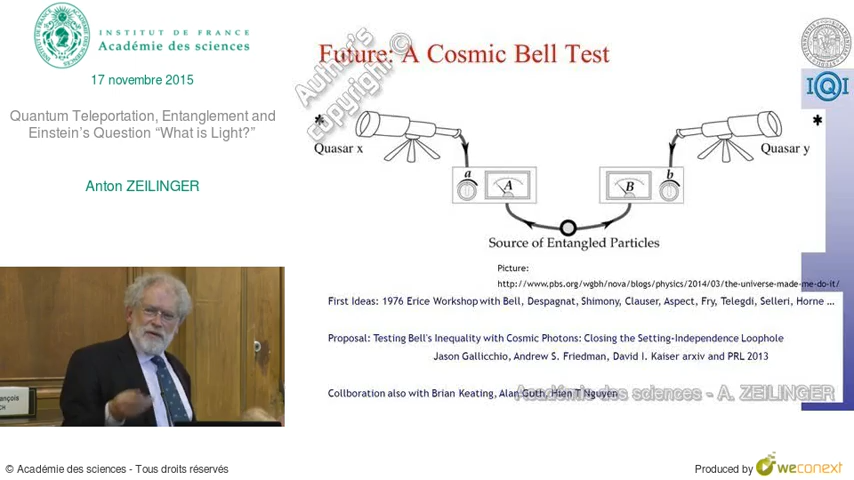 INSTITUT DE FRANCE
Académie des sciences
17 novembre 2015
Quantum Teleportation, Entanglement and
Einstein's Question “What is Light?”
Anton ZEILINGER
Future: A Cosmic Bell Test
Author's
copyright ©
IQI
* *
Quasar x Quasar y
a A B b
Source of Entangled Particles
Picture:
http://www.pbs.org/wgbh/nova/blogs/physics/2014/03/the-universe-made-me-do-it/
First Ideas: 1976 Erice Workshop with Bell, Despagnat, Shimony, Clauser, Aspect, Fry, Telegdi, Selleri, Horne ...
Proposal: Testing Bell's Inequality with Cosmic Photons: Closing the Setting-Independence Loophole
Jason Gallicchio, Andrew S. Friedman, David I. Kaiser arxiv and PRL 2013
Collboration also with Brian Keating, Alan Guth, Hien T Nguyen
Académie des sciences - A. ZEILINGER
© Académie des sciences - Tous droits réservés
Produced by weconext